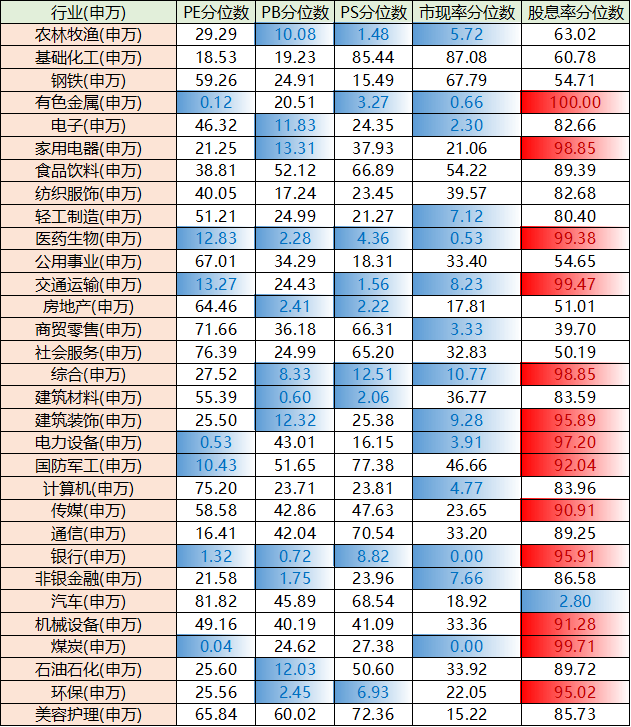 行业(申万) PE分位数 PB分位数 PS分位数 市现率分位数 股息率分位数
农林牧渔(申万) 29.29 10.08 1.48 5.72 63.02
基础化工(申万) 18.53 19.23 85.44 87.08 60.78
钢铁(申万) 59.26 24.91 15.49 67.79 54.71
有色金属(申万) 0.12 20.51 3.27 0.66 100.00
电子(申万) 46.32 11.83 24.35 2.30 82.66
家用电器(申万) 21.25 13.31 37.93 21.06 98.85
食品饮料(申万) 38.81 52.12 66.89 54.22 89.39
纺织服饰(申万) 40.05 17.24 23.45 39.57 82.68
轻工制造(申万) 51.21 24.99 21.27 7.12 80.40
医药生物(申万) 12.83 2.28 4.36 0.53 99.38
公用事业(申万) 67.01 34.29 18.31 33.40 54.65
交通运输(申万) 13.27 24.43 1.56 8.23 99.47
房地产(申万) 64.46 2.41 2.22 17.81 51.01
商贸零售(申万) 71.66 36.18 66.31 3.33 39.70
社会服务(申万) 76.39 24.99 65.20 32.83 50.19
综合(申万) 27.52 8.33 12.51 10.77 98.85
建筑材料(申万) 55.39 0.60 2.06 36.77 83.59
建筑装饰(申万) 25.50 12.32 25.38 9.28 95.89
电力设备(申万) 0.53 43.01 16.15 3.91 97.20
国防军工(申万) 10.43 51.65 77.38 46.66 92.04
计算机(申万) 75.20 23.71 23.81 4.77 83.96
传媒(申万) 58.58 42.86 47.63 23.65 90.91
通信(申万) 16.41 42.04 70.54 33.20 89.25
银行(申万) 1.32 0.72 8.82 0.00 95.91
非银金融(申万) 21.58 1.75 23.96 7.66 86.58
汽车(申万) 81.82 45.89 68.54 18.92 2.80
机械设备(申万) 49.16 40.19 41.09 33.36 91.28
煤炭(申万) 0.04 24.62 27.38 0.00 99.71
石油石化(申万) 25.60 12.03 50.60 33.92 89.72
环保(申万) 25.56 2.45 6.93 22.05 95.02
美容护理(申万) 65.84 60.02 72.36 15.22 85.73